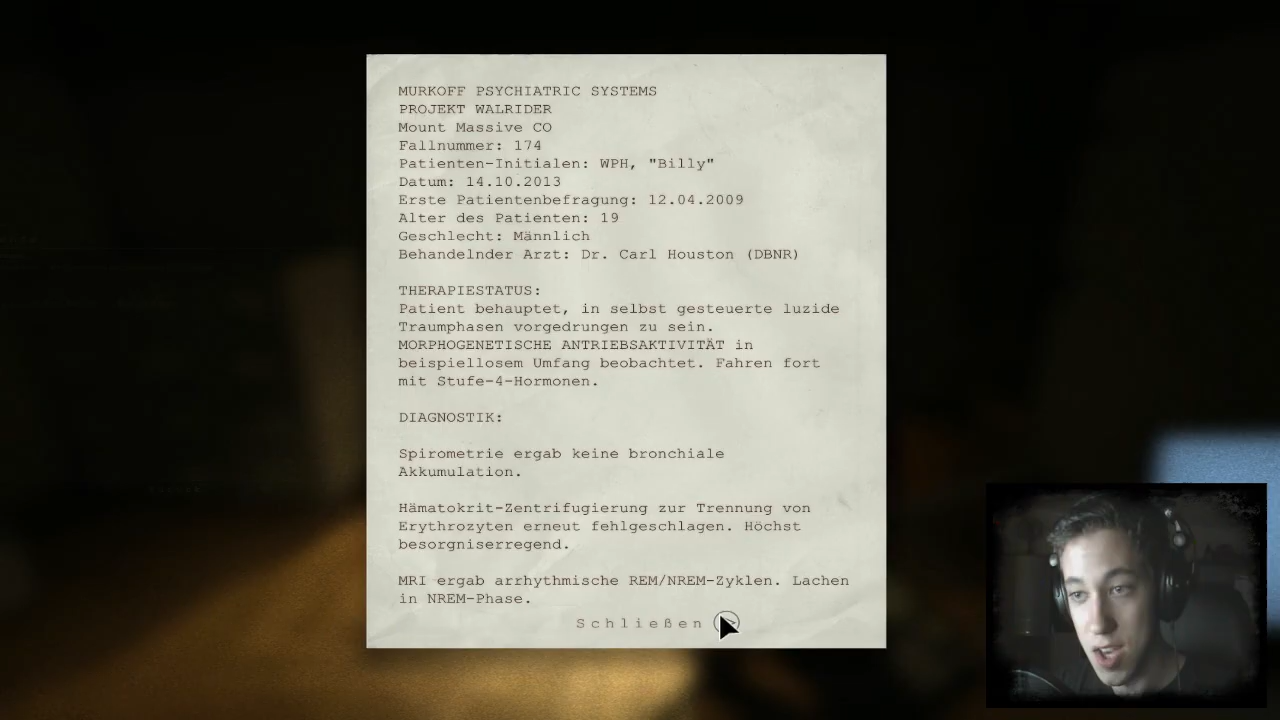 MURKOFF PSYCHIATRIC SYSTEMS
PROJEKT WALRIDER
Mount Massive CO
Fallnummer: 174
Patienten-Initialen: WPH, "Billy"
Datum: 14.10.2013
Erste Patientenbefragung: 12.04.2009
Alter des Patienten: 19
Geschlecht: Männlich
Behandelnder Arzt: Dr. Carl Houston (DBNR)
THERAPIESTATUS:
Patient behauptet, in selbst gesteuerte luzide
Traumphasen vorgedrungen zu sein.
MORPHOGENETISCHE ANTRIEBSAKTIVITÄT in
beispiellosem Umfang beobachtet. Fahren fort
mit Stufe-4-Hormonen.
DIAGNOSTIK:
Spirometrie ergab keine bronchiale
Akkumulation.
Hämatokrit-Zentrifugierung zur Trennung von
Erythrozyten erneut fehlgeschlagen. Höchst
besorgniserregend.
MRI ergab arrhythmische REM/NREM-Zyklen. Lachen
in NREM-Phase.
Schließen